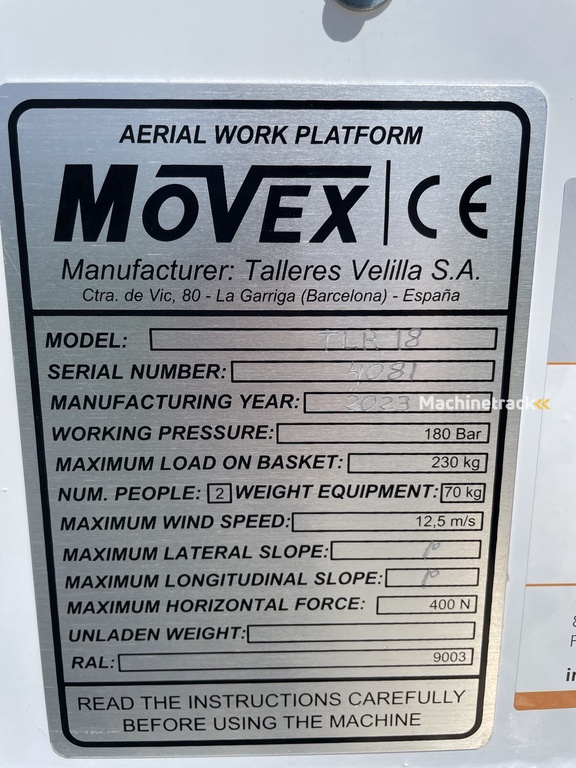 AERIAL WORK PLATFORM
MOVEX CE
Manufacturer: Talleres Velilla S.A.
Ctra. de Vic, 80 - La Garriga (Barcelona) - España
MODEL: TLR 18
SERIAL NUMBER: 4081
MANUFACTURING YEAR: 2023
Machinetrack
WORKING PRESSURE: 180 Bar
MAXIMUM LOAD ON BASKET: 230 kg
NUM. PEOPLE: 2 WEIGHT EQUIPMENT: 70 kg
MAXIMUM WIND SPEED: 12,5 m/s
MAXIMUM LATERAL SLOPE: 1º
MAXIMUM LONGITUDINAL SLOPE: 1º
MAXIMUM HORIZONTAL FORCE: 400 N
UNLADEN WEIGHT:
RAL: 9003
READ THE INSTRUCTIONS CAREFULLY
BEFORE USING THE MACHINE